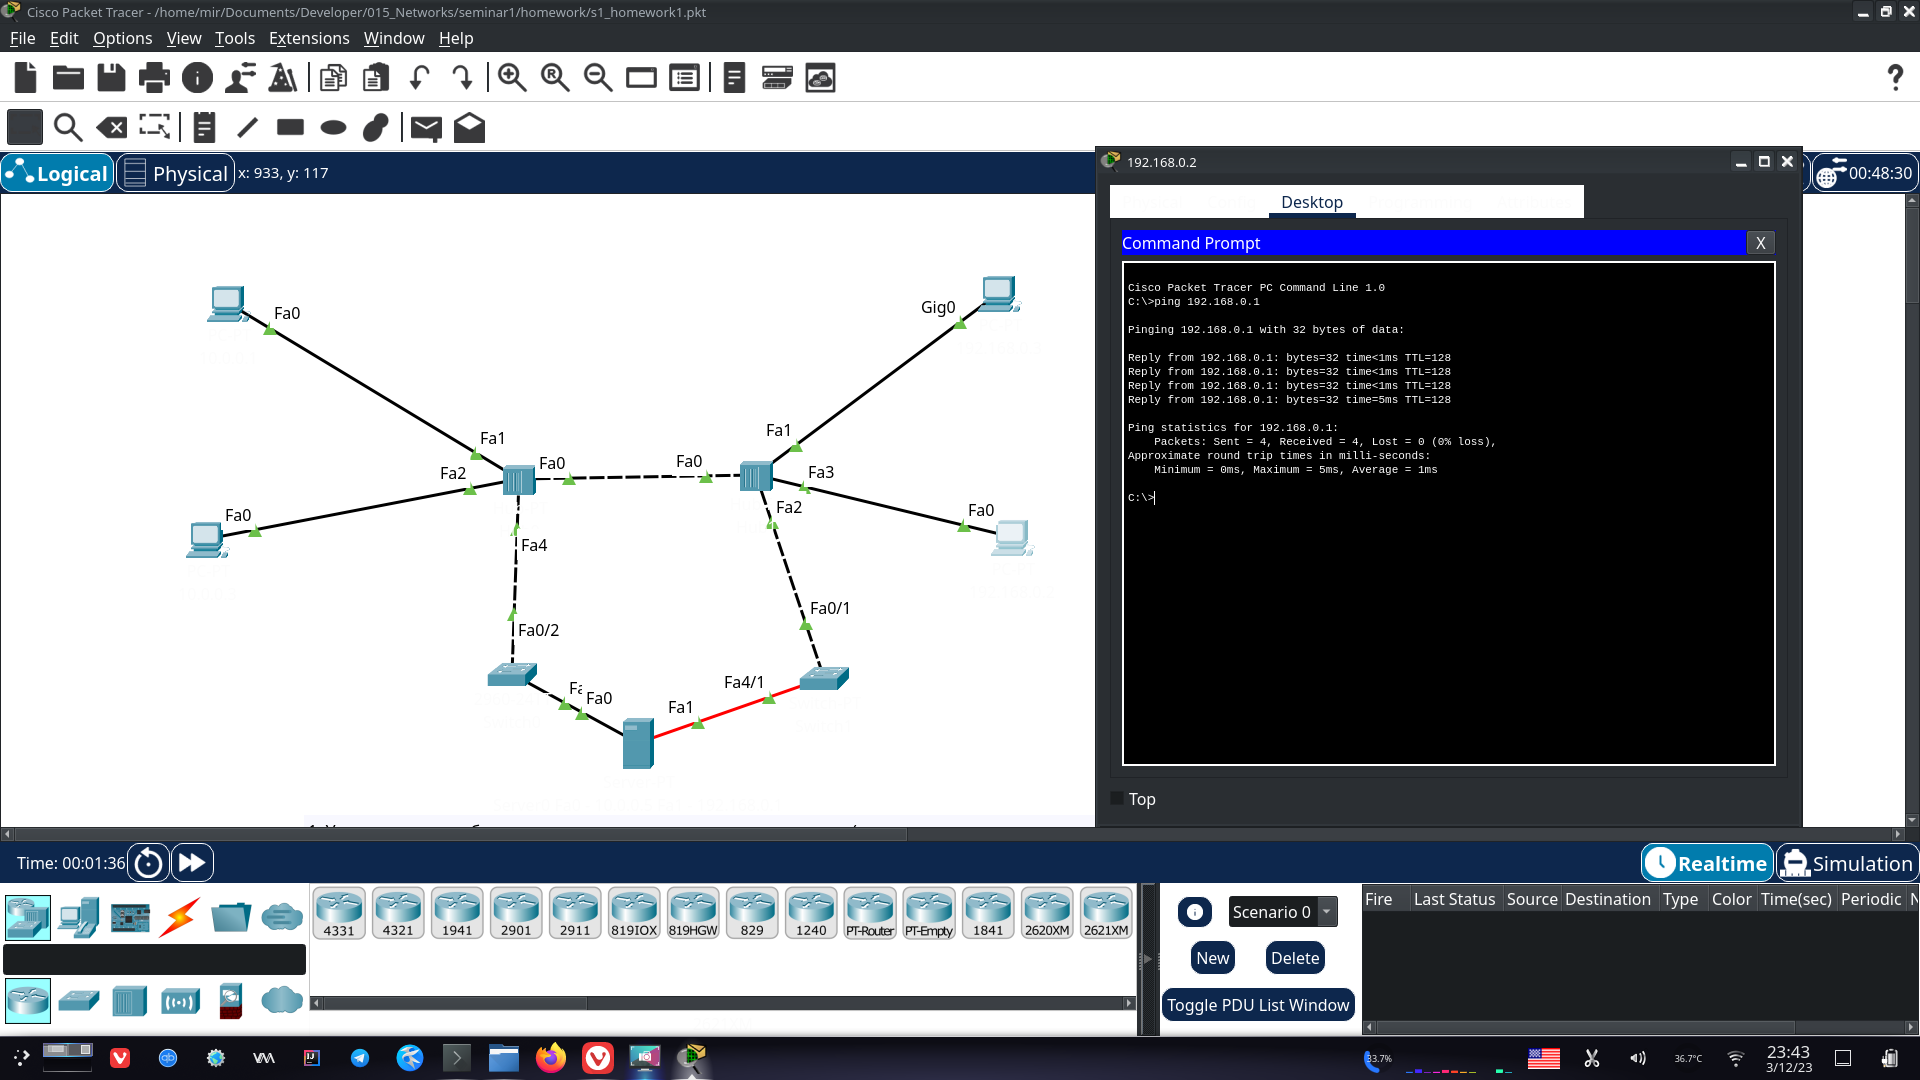 Cisco Packet Tracer - /home/mir/Documents/Developer/015_Networks/seminar1/homework/s1_homework1.pkt
File Edit Options View Tools Extensions Window Help
Logical
Physical
x: 933, y: 117
00:48:30
192.168.0.2
Desktop
Command Prompt
X
Cisco Packet Tracer PC Command Line 1.0
C:\>ping 192.168.0.1
Pinging 192.168.0.1 with 32 bytes of data:
Reply from 192.168.0.1: bytes=32 time<1ms TTL=128
Reply from 192.168.0.1: bytes=32 time<1ms TTL=128
Reply from 192.168.0.1: bytes=32 time<1ms TTL=128
Reply from 192.168.0.1: bytes=32 time=5ms TTL=128
Ping statistics for 192.168.0.1:
Packets: Sent = 4, Received = 4, Lost = 0 (0% loss),
Approximate round trip times in milli-seconds:
Minimum = 0ms, Maximum = 5ms, Average = 1ms
C:\>
Top
Fa0
Gig0
Fa1
Fa1
Fa2
Fa0
Fa0
Fa3
Fa0
Fa2
Fa0
Fa4
Fa0/1
Fa0/2
Fa4/1
Fa0
Fa1
Time: 00:01:36
Realtime
Simulation
4331
4321
1941
2901
2911
819IOX
819HGW
829
1240
PT-Router
PT-Empty
1841
2620XM
2621XM
Scenario 0
New
Delete
Toggle PDU List Window
Fire Last Status Source Destination Type Color Time(sec) Periodic N
33.7%
36.7°C
23:43
3/12/23